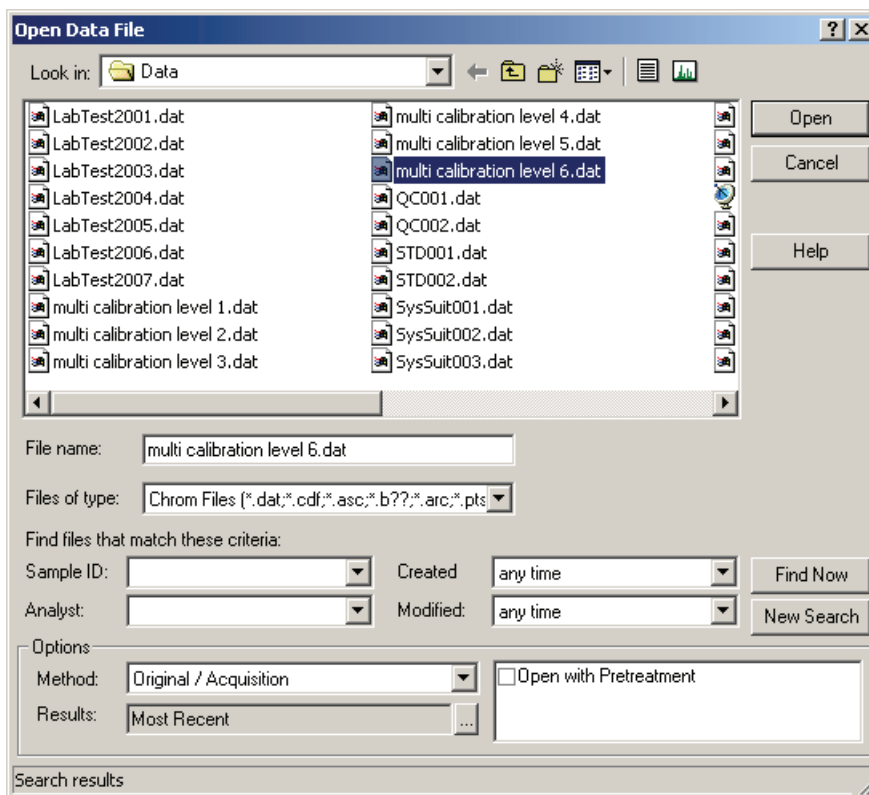 Open Data File
Look in: Data
LabTest2001.dat
LabTest2002.dat
LabTest2003.dat
LabTest2004.dat
LabTest2005.dat
LabTest2006.dat
LabTest2007.dat
multi calibration level 1.dat
multi calibration level 2.dat
multi calibration level 3.dat
multi calibration level 4.dat
multi calibration level 5.dat
multi calibration level 6.dat
QC001.dat
QC002.dat
STD001.dat
STD002.dat
SysSuit001.dat
SysSuit002.dat
SysSuit003.dat
Open
Cancel
Help
File name: multi calibration level 6.dat
Files of type: Chrom Files (*.dat;*.cdf;*.asc;*.b??;*.arc;*.pts
Find files that match these criteria:
Sample ID: Created any time Find Now
Analyst: Modified: any time New Search
Options
Method: Original / Acquisition Open with Pretreatment
Results: Most Recent ...
Search results